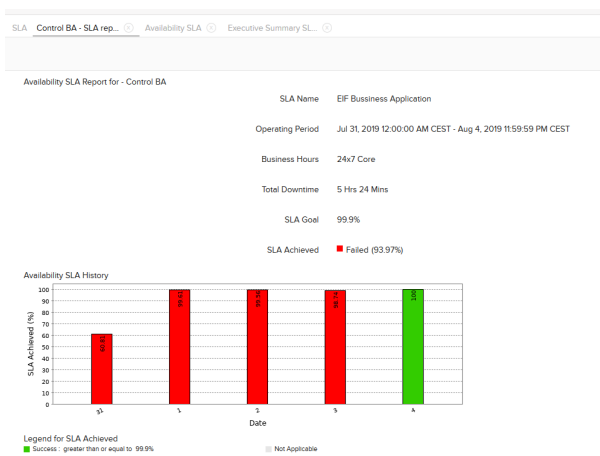 SLA Control BA - SLA rep... Availability SLA Executive Summary SL...
Availability SLA Report for - Control BA
SLA Name EIF Bussiness Application
Operating Period Jul 31, 2019 12:00:00 AM CEST - Aug 4, 2019 11:59:59 PM CEST
Business Hours 24x7 Core
Total Downtime 5 Hrs 24 Mins
SLA Goal 99.9%
SLA Achieved Failed (93.97%)
Availability SLA History
SLA Achieved (%)
100
90
80
70
60
50
40
30
20
10
0
99.61
100
31 1 2 3 4
Date
Legend for SLA Achieved
Success : greater than or equal to 99.9% Not Applicable